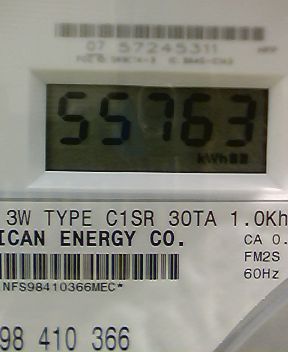 07 57245311
55763
kWh
3W TYPE C1SR 30TA 1.0Kh
ICAN ENERGY CO.
CA 0.
FM2S
60Hz
NFS98410366MEC*
98 410 366